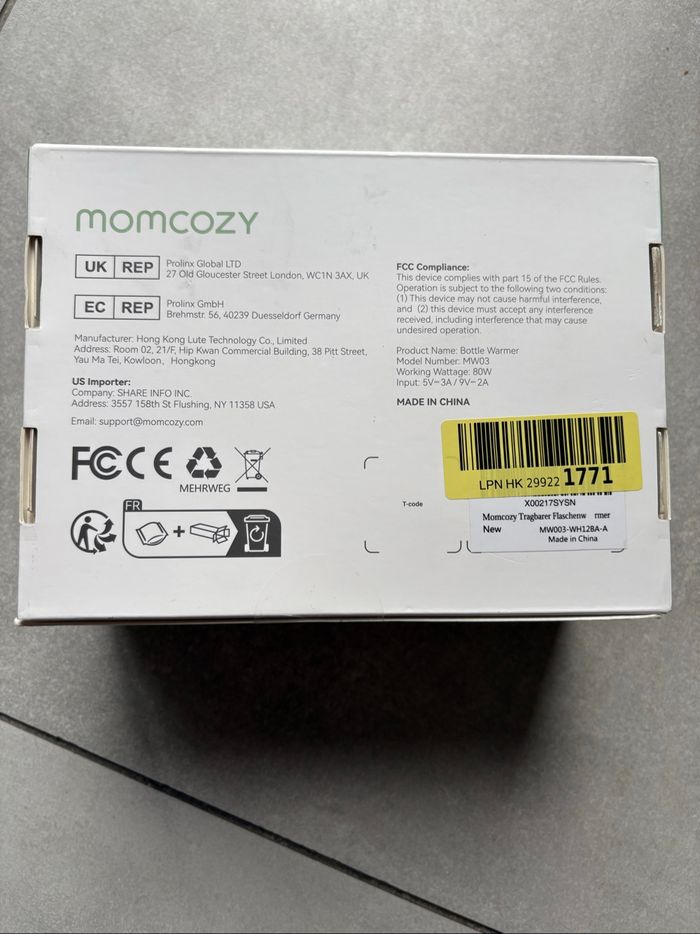 momcozy
UK REP
Prolinx Global LTD
27 Old Gloucester Street London, WC1N 3AX, UK
EC REP
Prolinx GmbH
Brehmstr. 56, 40239 Duesseldorf Germany
Manufacturer: Hong Kong Lute Technology Co., Limited
Address: Room 02, 21/F, Hip Kwan Commercial Building, 38 Pitt Street,
Yau Ma Tei, Kowloon, Hongkong
US Importer:
Company: SHARE INFO INC.
Address: 3557 158th St Flushing, NY 11358 USA
Email: support@momcozy.com
FC CE
MEHRWEG
FR
+
FCC Compliance:
This device complies with part 15 of the FCC Rules.
Operation is subject to the following two conditions:
(1) This device may not cause harmful interference,
and (2) this device must accept any interference
received, including interference that may cause
undesired operation.
Product Name: Bottle Warmer
Model Number: MW03
Working Wattage: 80W
Input: 5V⎓3A / 9V⎓2A
MADE IN CHINA
T-code
LPN HK 29922 1771
X00217SYSN
Momcozy Tragbarer Flaschenw rmer
New MW003-WH12BA-A
Made in China